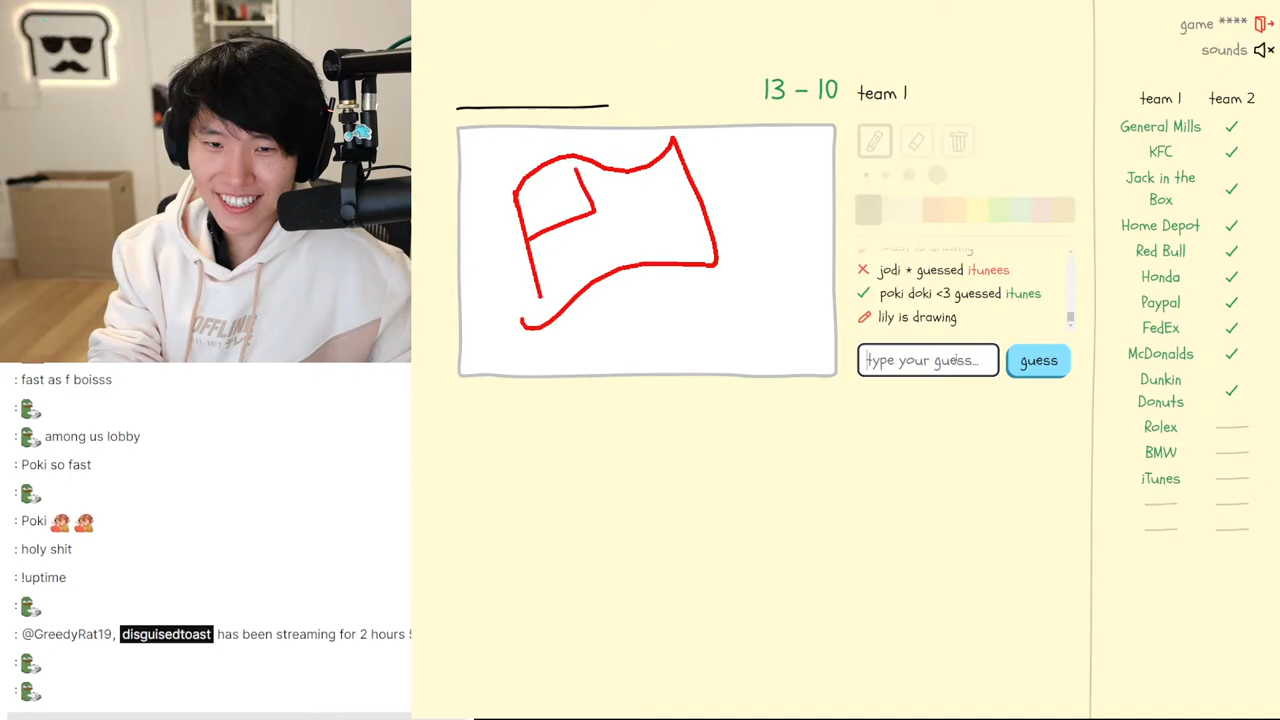 game ****
sounds
13 - 10 team 1
jodi * guessed itunees
poki doki <3 guessed itunes
lily is drawing
type your guess...
guess
team 1 team 2
General Mills
KFC
Jack in the
Box
Home Depot
Red Bull
Honda
Paypal
FedEx
McDonalds
Dunkin
Donuts
Rolex
BMW
iTunes
OFFLINE
: fast as f boisss
:
: among us lobby
: Poki so fast
:
: Poki
: holy shit
: !uptime
:
: @GreedyRat19, disguisedtoast has been streaming for 2 hours
:
: